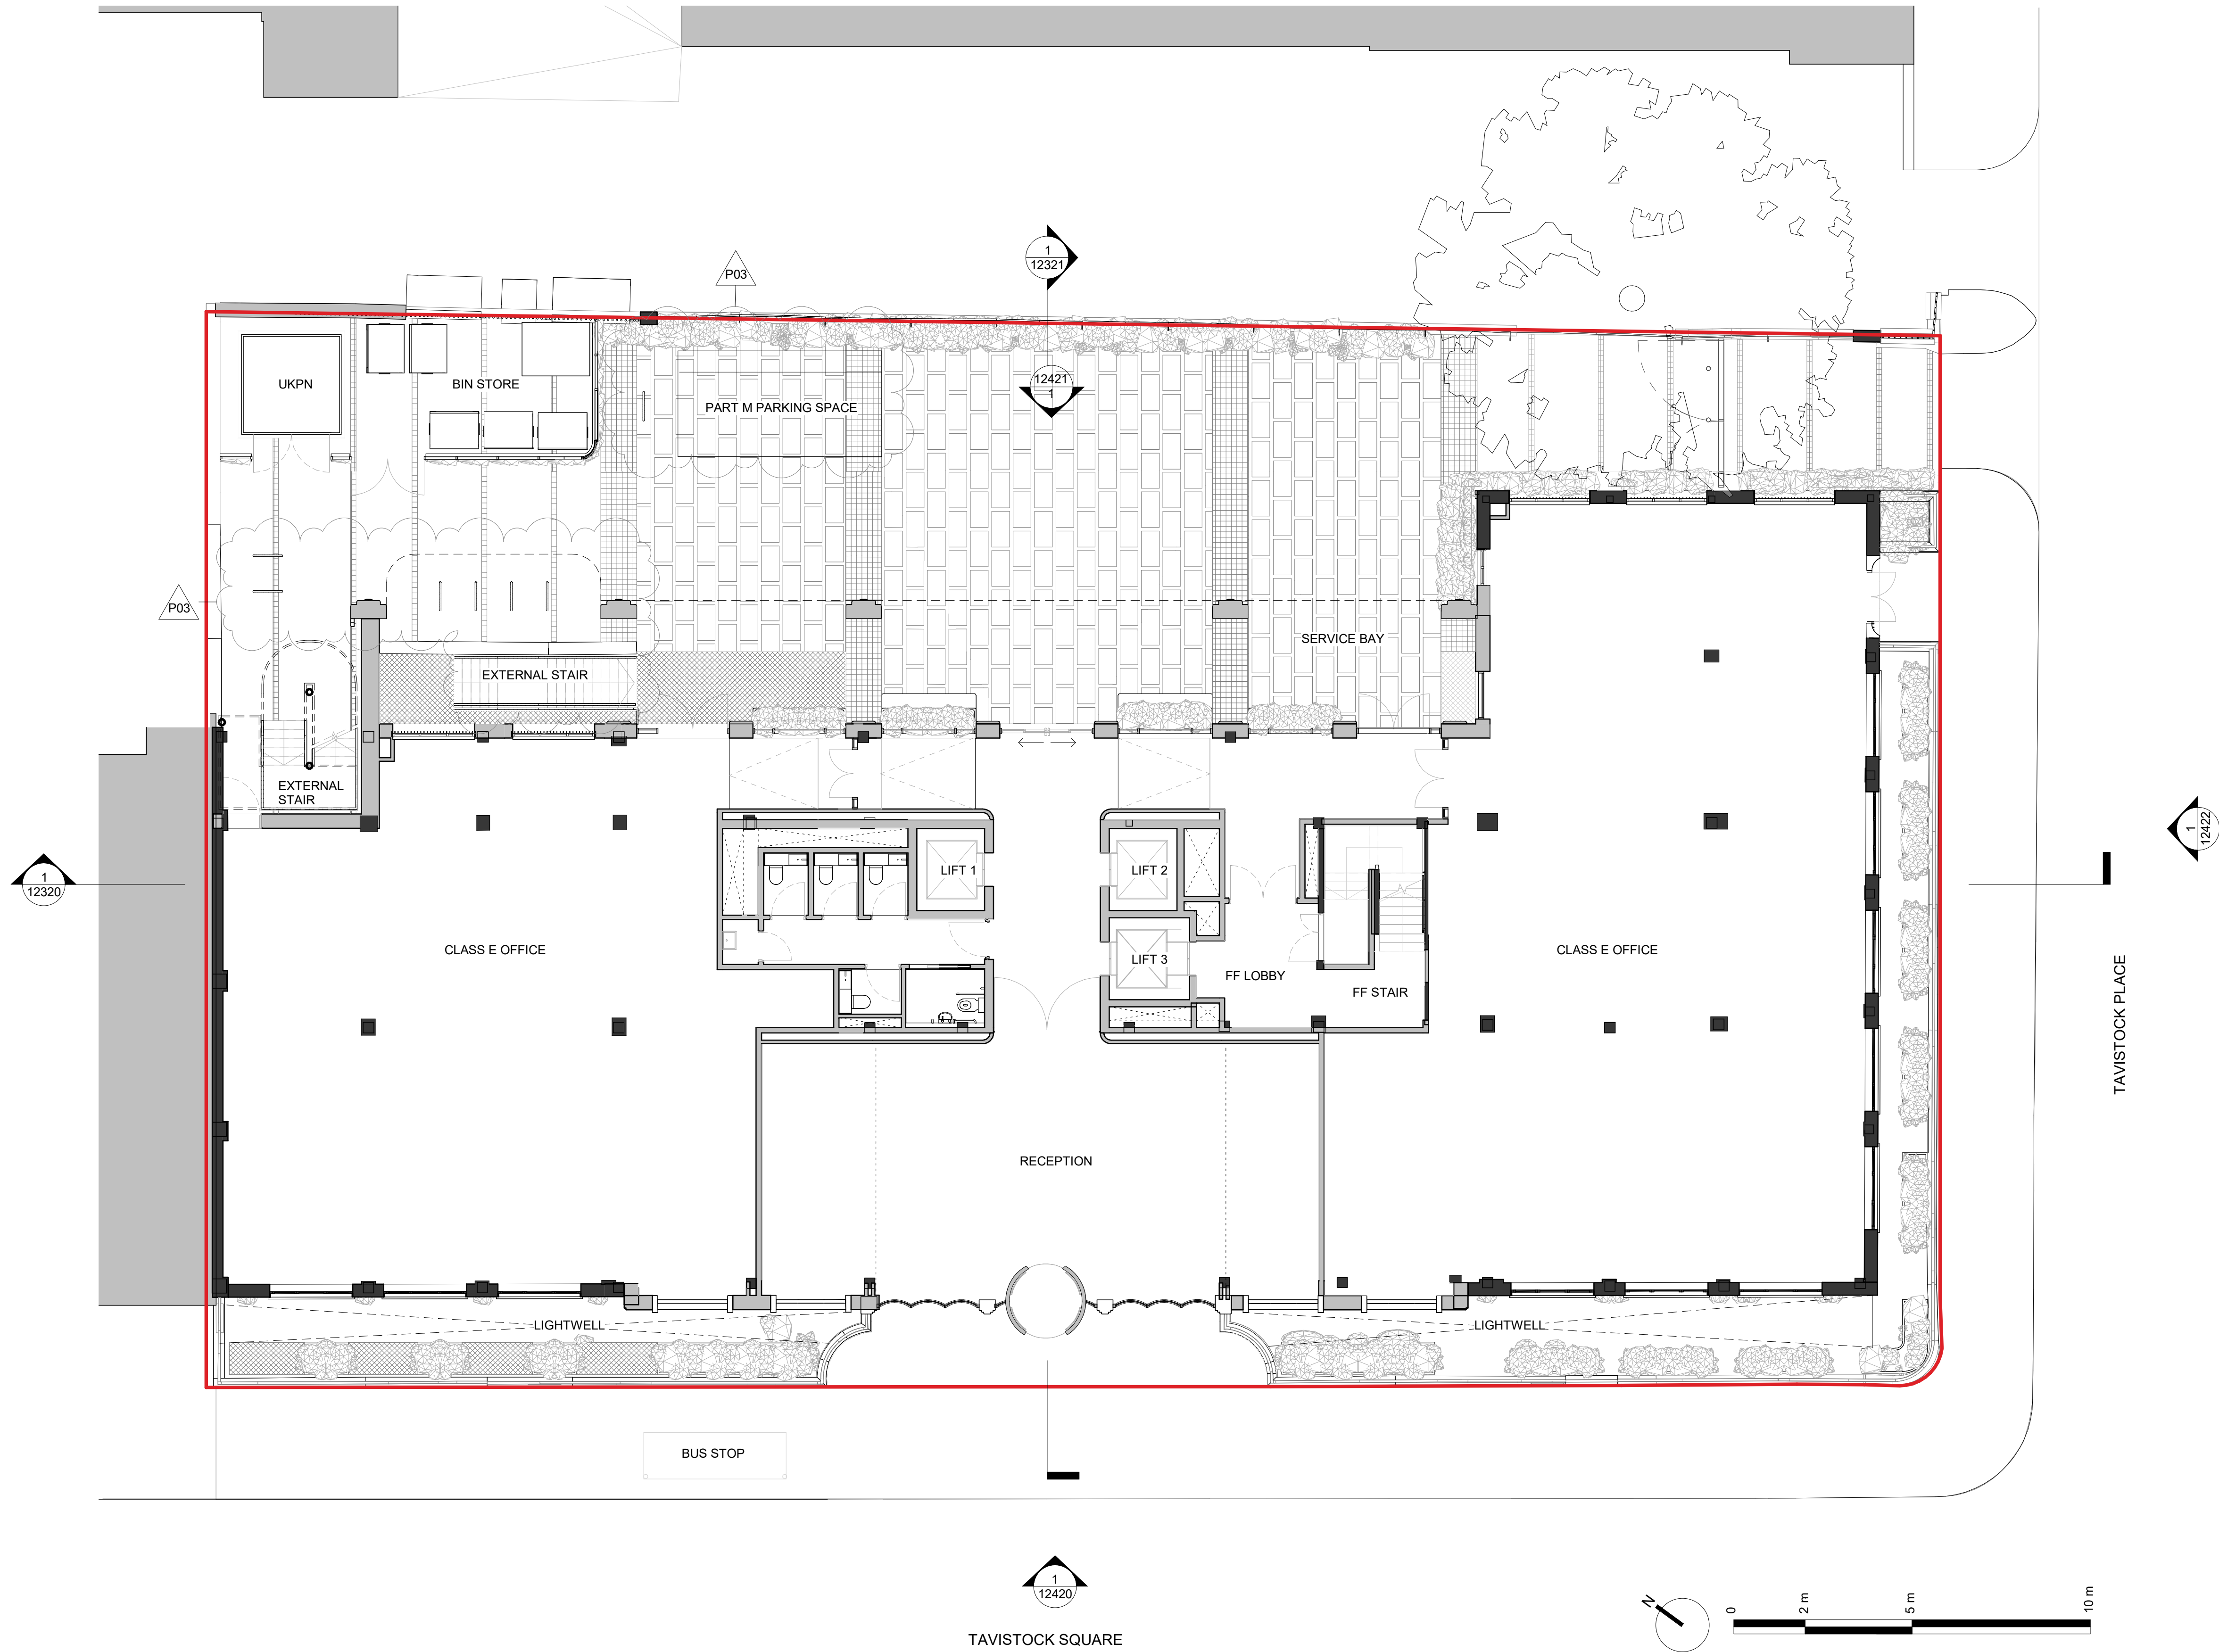 1
12321
P03
12421
1
UKPN
BIN STORE
PART M PARKING SPACE
P03
SERVICE BAY
EXTERNAL STAIR
EXTERNAL
STAIR
1
12422
LIFT 1
LIFT 2
1
12320
CLASS E OFFICE
CLASS E OFFICE
LIFT 3
FF LOBBY
FF STAIR
TAVISTOCK PLACE
RECEPTION
LIGHTWELL
LIGHTWELL
BUS STOP
1
12420
N
0
2 m
5 m
10 m
TAVISTOCK SQUARE